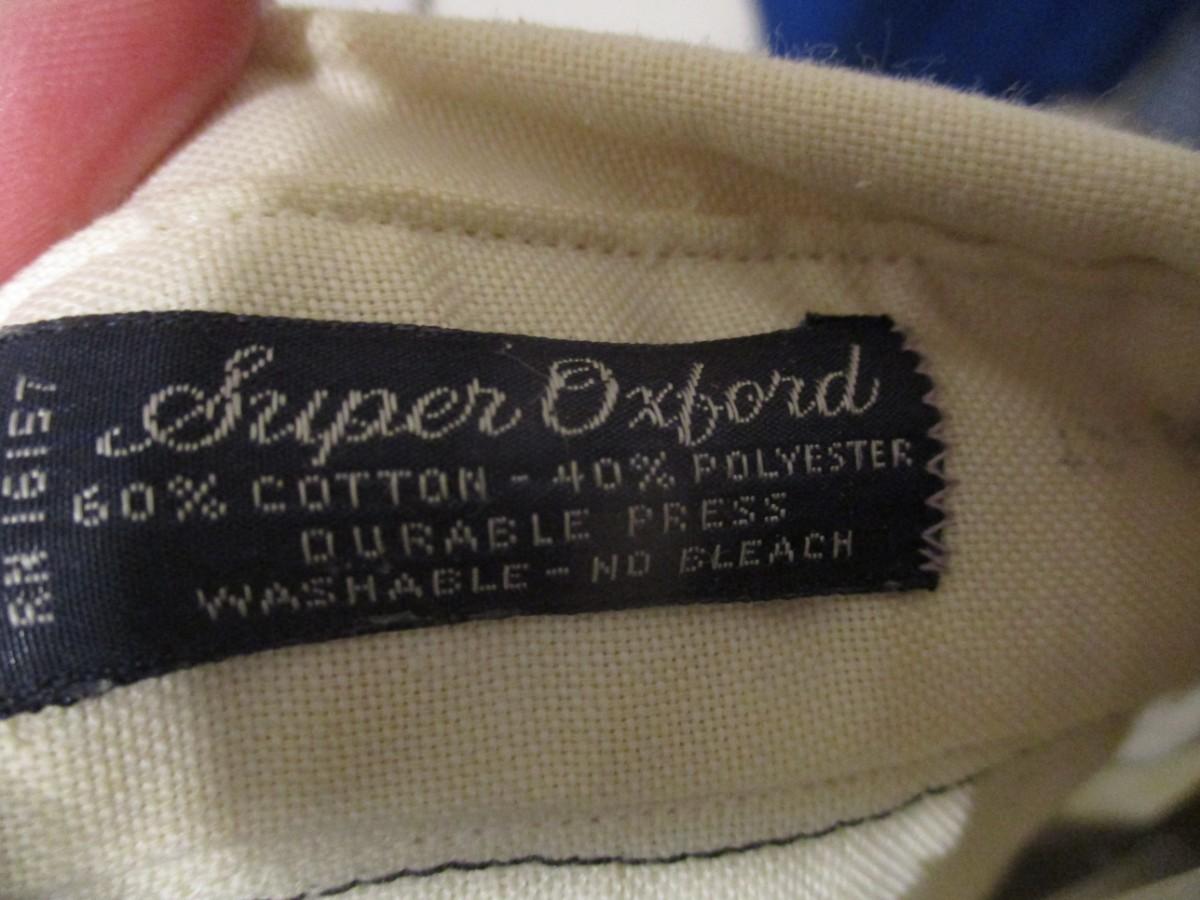 Super Oxford
60% COTTON - 40% POLYESTER
DURABLE PRESS
WASHABLE - NO BLEACH
RN 16157